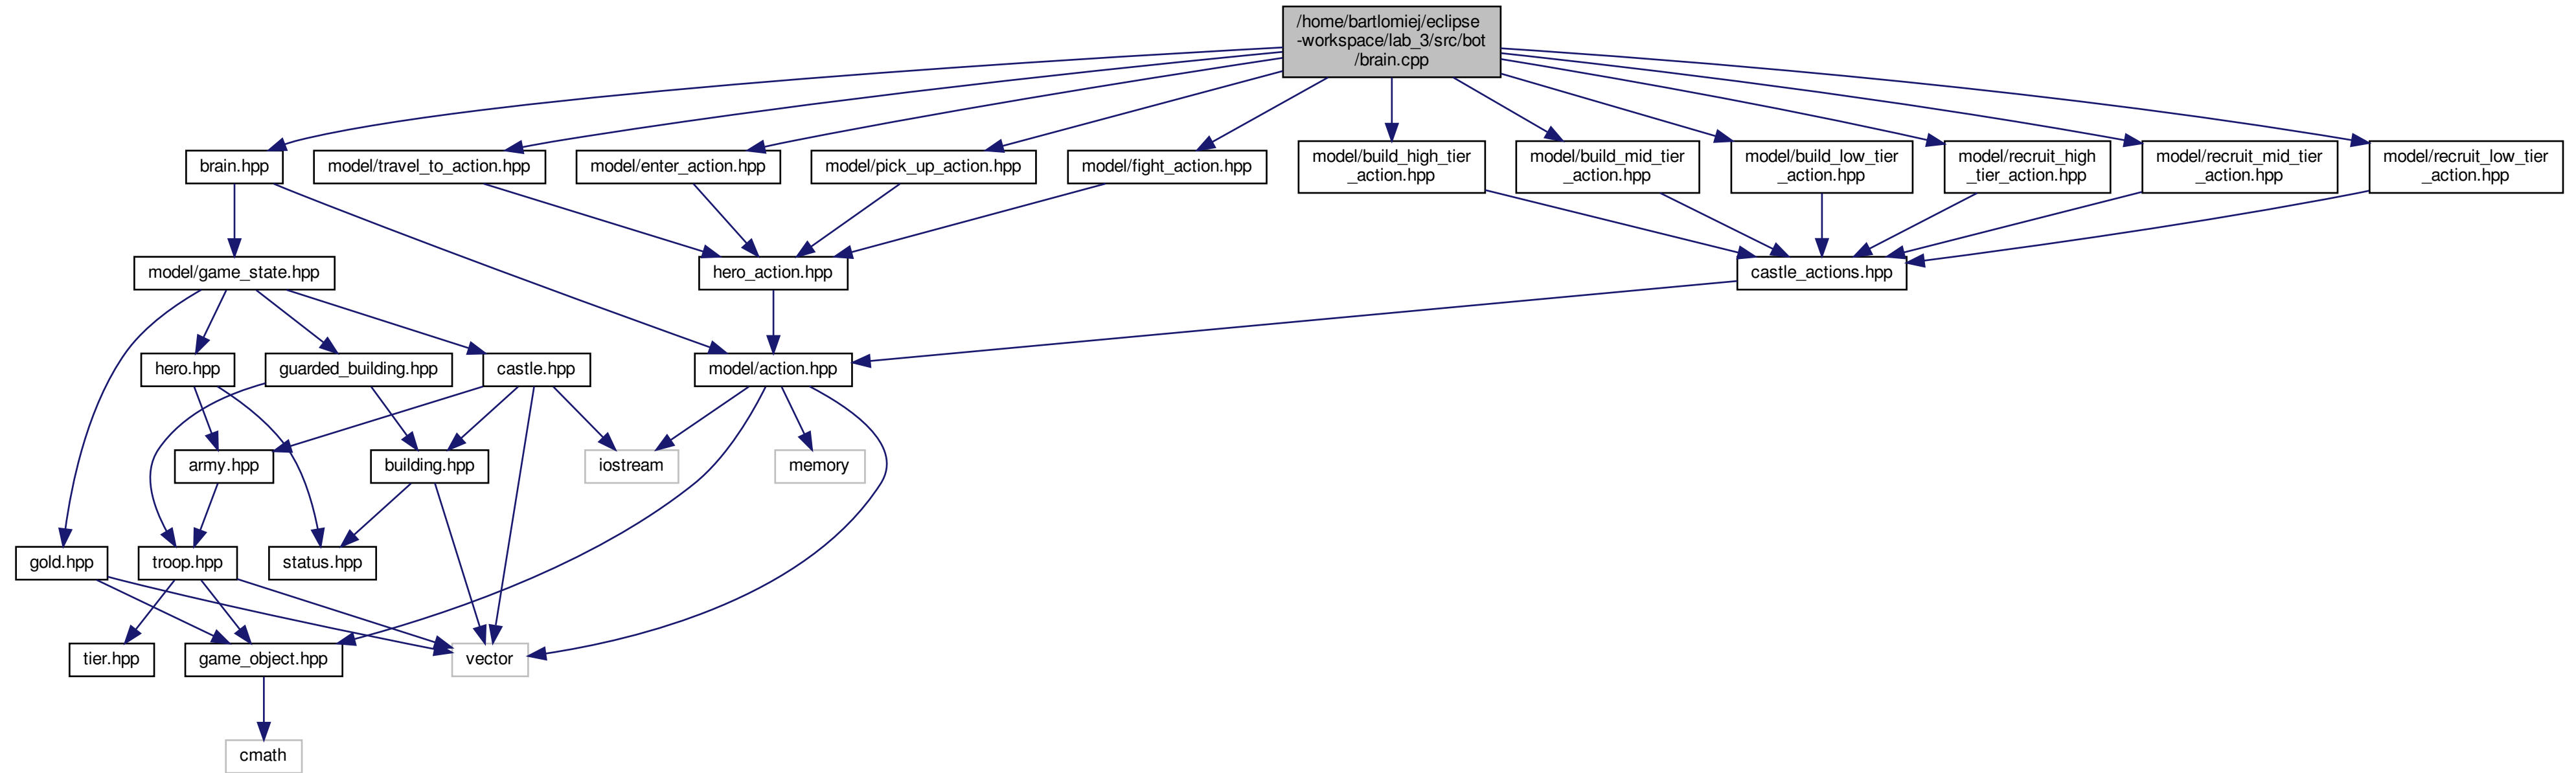 /home/bartlomiej/eclipse
-workspace/lab_3/src/bot
/brain.cpp
brain.hpp
model/travel_to_action.hpp
model/enter_action.hpp
model/pick_up_action.hpp
model/fight_action.hpp
model/build_high_tier
_action.hpp
model/build_mid_tier
_action.hpp
model/build_low_tier
_action.hpp
model/recruit_high
_tier_action.hpp
model/recruit_mid_tier
_action.hpp
model/recruit_low_tier
_action.hpp
model/game_state.hpp
hero_action.hpp
castle_actions.hpp
hero.hpp
guarded_building.hpp
castle.hpp
model/action.hpp
army.hpp
building.hpp
iostream
memory
gold.hpp
troop.hpp
status.hpp
tier.hpp
game_object.hpp
vector
cmath